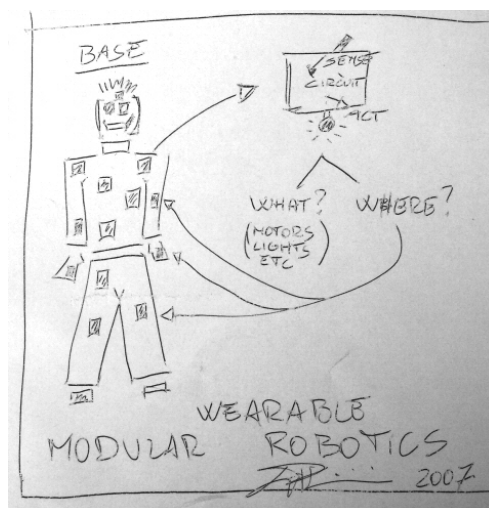 BASE
SENSE
CIRCUIT
ACT
WHAT? WHERE?
(MOTORS
LIGHTS
ETC)
WEARABLE
MODULAR ROBOTICS
2007